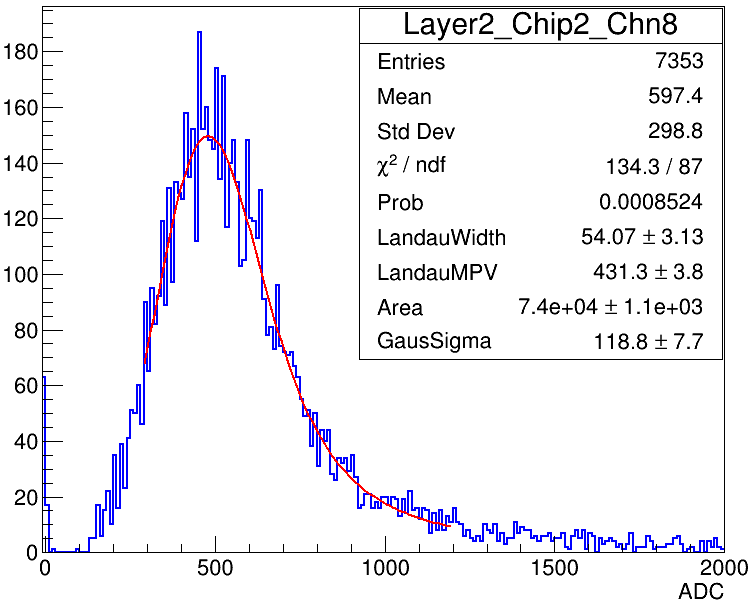 Layer2_Chip2_Chn8
Entries 7353
Mean 597.4
Std Dev 298.8
χ² / ndf 134.3 / 87
Prob 0.0008524
LandauWidth 54.07 ± 3.13
LandauMPV 431.3 ± 3.8
Area 7.4e+04 ± 1.1e+03
GausSigma 118.8 ± 7.7
180
160
140
120
100
80
60
40
20
0
0 500 1000 1500 2000
ADC